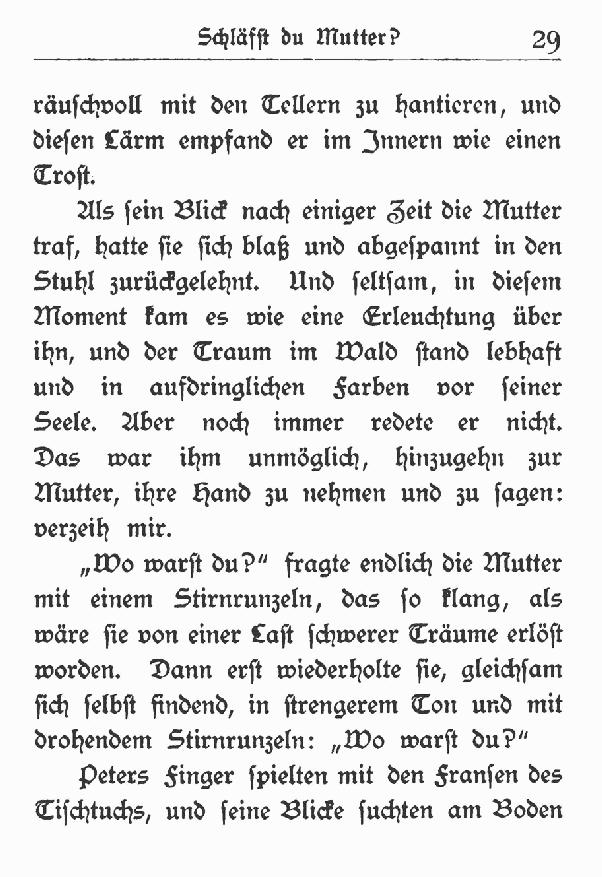 Schläfſt du Mutter? 29
räuſchvoll mit den Tellern zu hantieren, und
dieſen Lärm empfand er im Innern wie einen
Troſt.
Als ſein Blick nach einiger Zeit die Mutter
traf, hatte ſie ſich blaß und abgeſpannt in den
Stuhl zurückgelehnt. Und ſeltſam, in dieſem
Moment kam es wie eine Erleuchtung über
ihn, und der Traum im Wald ſtand lebhaft
und in aufdringlichen Farben vor ſeiner
Seele. Aber noch immer redete er nicht.
Das war ihm unmöglich, hinzugehn zur
Mutter, ihre Hand zu nehmen und zu ſagen:
verzeih mir.
„Wo warſt du?" fragte endlich die Mutter
mit einem Stirnrunzeln, das ſo klang, als
wäre ſie von einer Laſt ſchwerer Träume erlöſt
worden. Dann erſt wiederholte ſie, gleichſam
ſich ſelbſt findend, in ſtrengerem Ton und mit
drohendem Stirnrunzeln: „Wo warſt du?"
Peters Finger ſpielten mit den Franſen des
Tiſchtuchs, und ſeine Blicke ſuchten am Boden